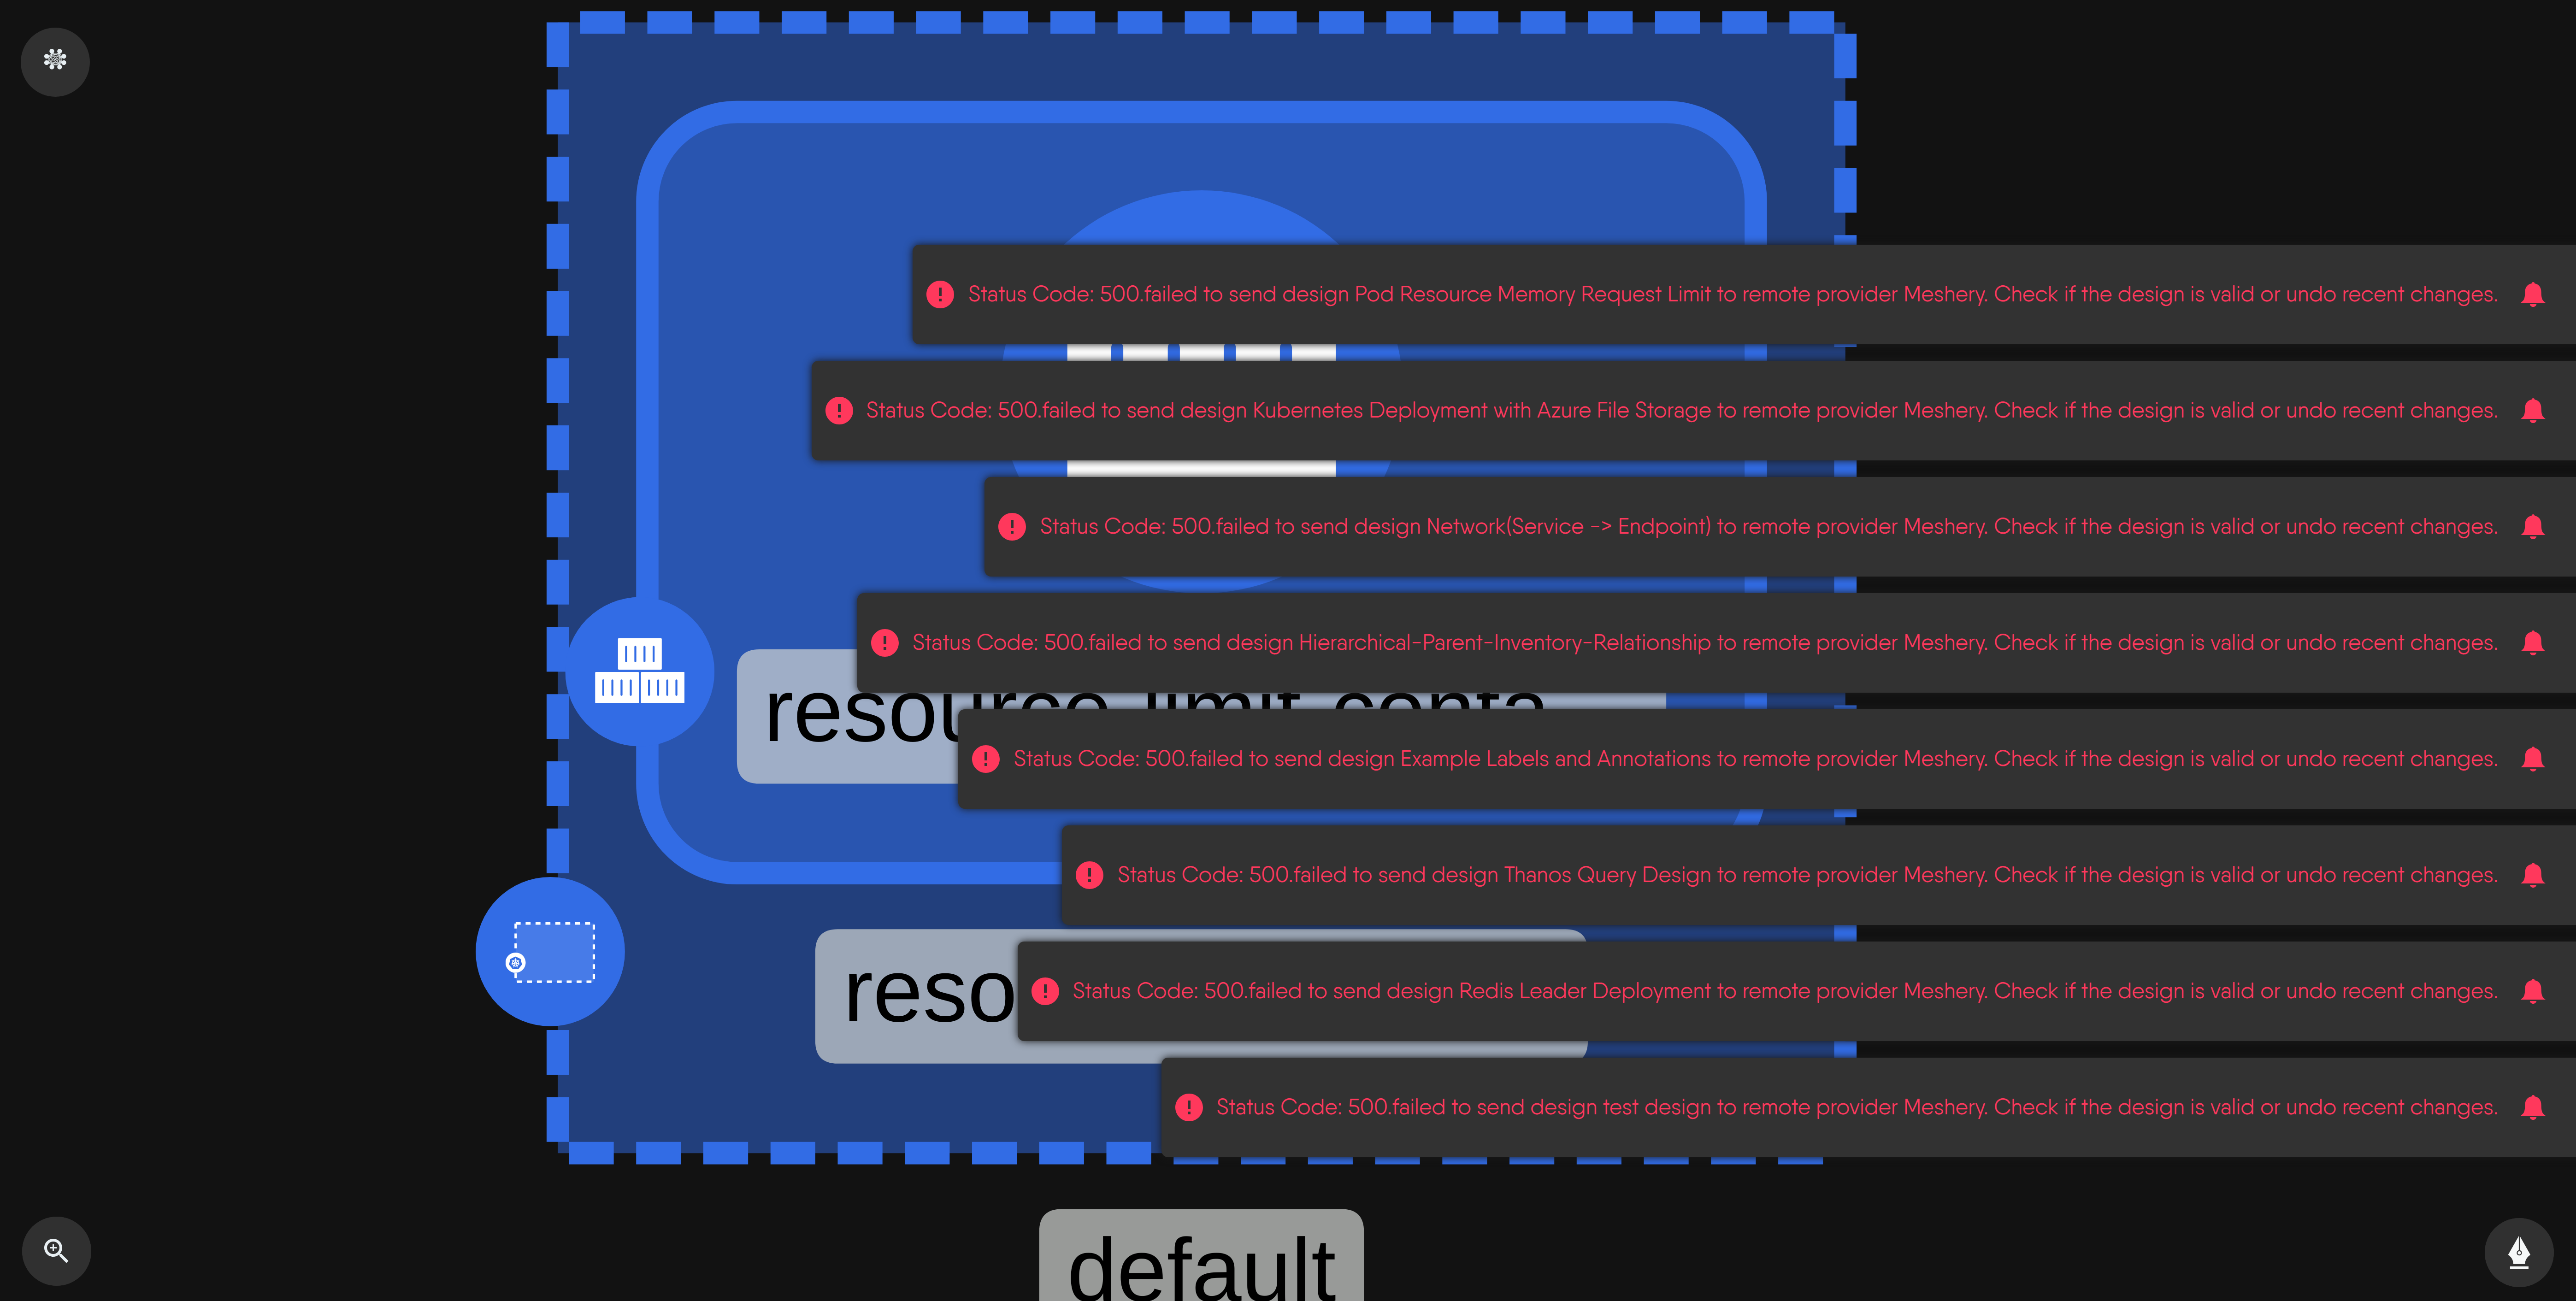 Status Code: 500.failed to send design Pod Resource Memory Request Limit to remote provider Meshery. Check if the design is valid or undo recent changes.
Status Code: 500.failed to send design Kubernetes Deployment with Azure File Storage to remote provider Meshery. Check if the design is valid or undo recent changes.
Status Code: 500.failed to send design Network(Service -> Endpoint) to remote provider Meshery. Check if the design is valid or undo recent changes.
Status Code: 500.failed to send design Hierarchical-Parent-Inventory-Relationship to remote provider Meshery. Check if the design is valid or undo recent changes.
resource limit conta
Status Code: 500.failed to send design Example Labels and Annotations to remote provider Meshery. Check if the design is valid or undo recent changes.
Status Code: 500.failed to send design Thanos Query Design to remote provider Meshery. Check if the design is valid or undo recent changes.
reso
Status Code: 500.failed to send design Redis Leader Deployment to remote provider Meshery. Check if the design is valid or undo recent changes.
Status Code: 500.failed to send design test design to remote provider Meshery. Check if the design is valid or undo recent changes.
default